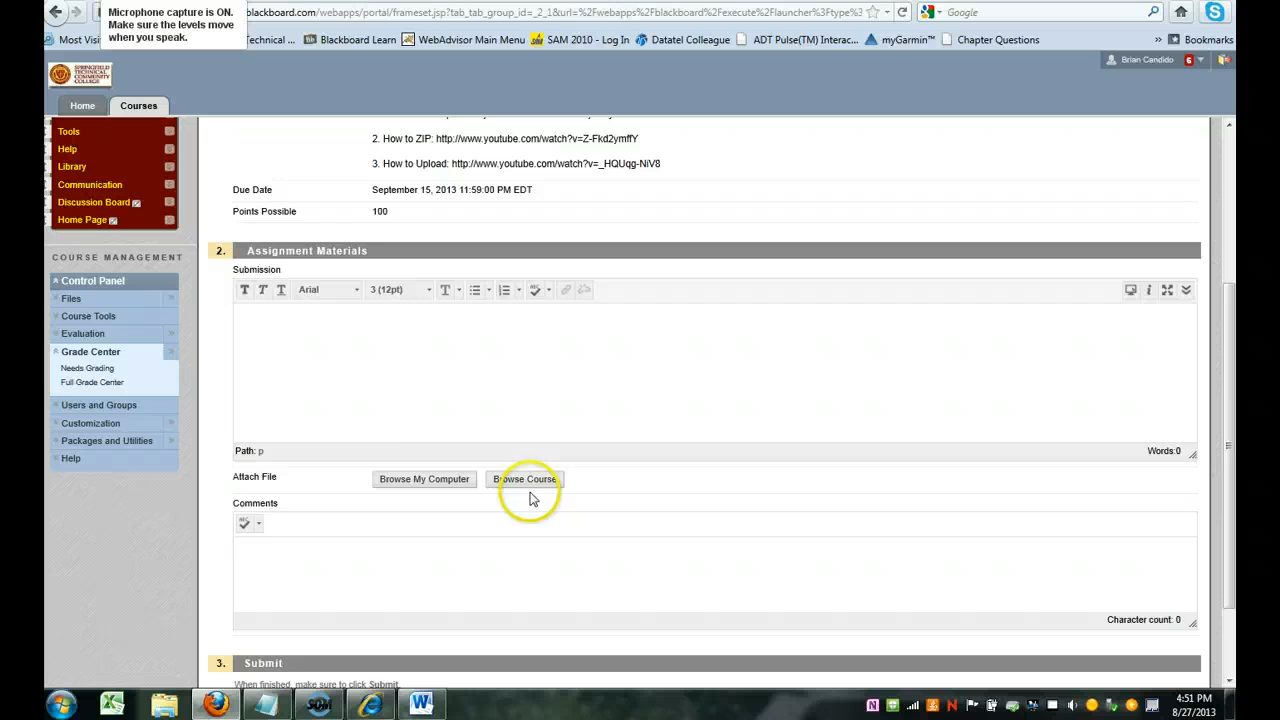 Microphone capture is ON.
Make sure the levels move
when you speak.
blackboard.com/webapps/portal/frameset.jsp?tab_tab_group_id=_2_1&url=%2Fwebapps%2Fblackboard%2Fexecute%2Flauncher%3Ftype%3
Google
Most Visi
Technical ...
Blackboard Learn
WebAdvisor Main Menu
SAM 2010 - Log In
Datatel Colleague
ADT Pulse(TM) Interac...
myGarmin™
Chapter Questions
»
Bookmarks
SPRINGFIELD
TECHNICAL
COMMUNITY
COLLEGE
Brian Candido
6
Home
Courses
Tools
Help
Library
Communication
Discussion Board
Home Page
COURSE MANAGEMENT
Control Panel
Files
Course Tools
Evaluation
Grade Center
Needs Grading
Full Grade Center
Users and Groups
Customization
Packages and Utilities
Help
2. How to ZIP: http://www.youtube.com/watch?v=Z-Fkd2ymffY
3. How to Upload: http://www.youtube.com/watch?v=_HQUqg-NiV8
Due Date
September 15, 2013 11:59:00 PM EDT
Points Possible
100
2. Assignment Materials
Submission
T T T Arial 3 (12pt) T
Path: p
Words:0
Attach File
Browse My Computer
Browse Course
Comments
Character count: 0
3. Submit
When finished, make sure to click Submit.
4:51 PM
8/27/2013